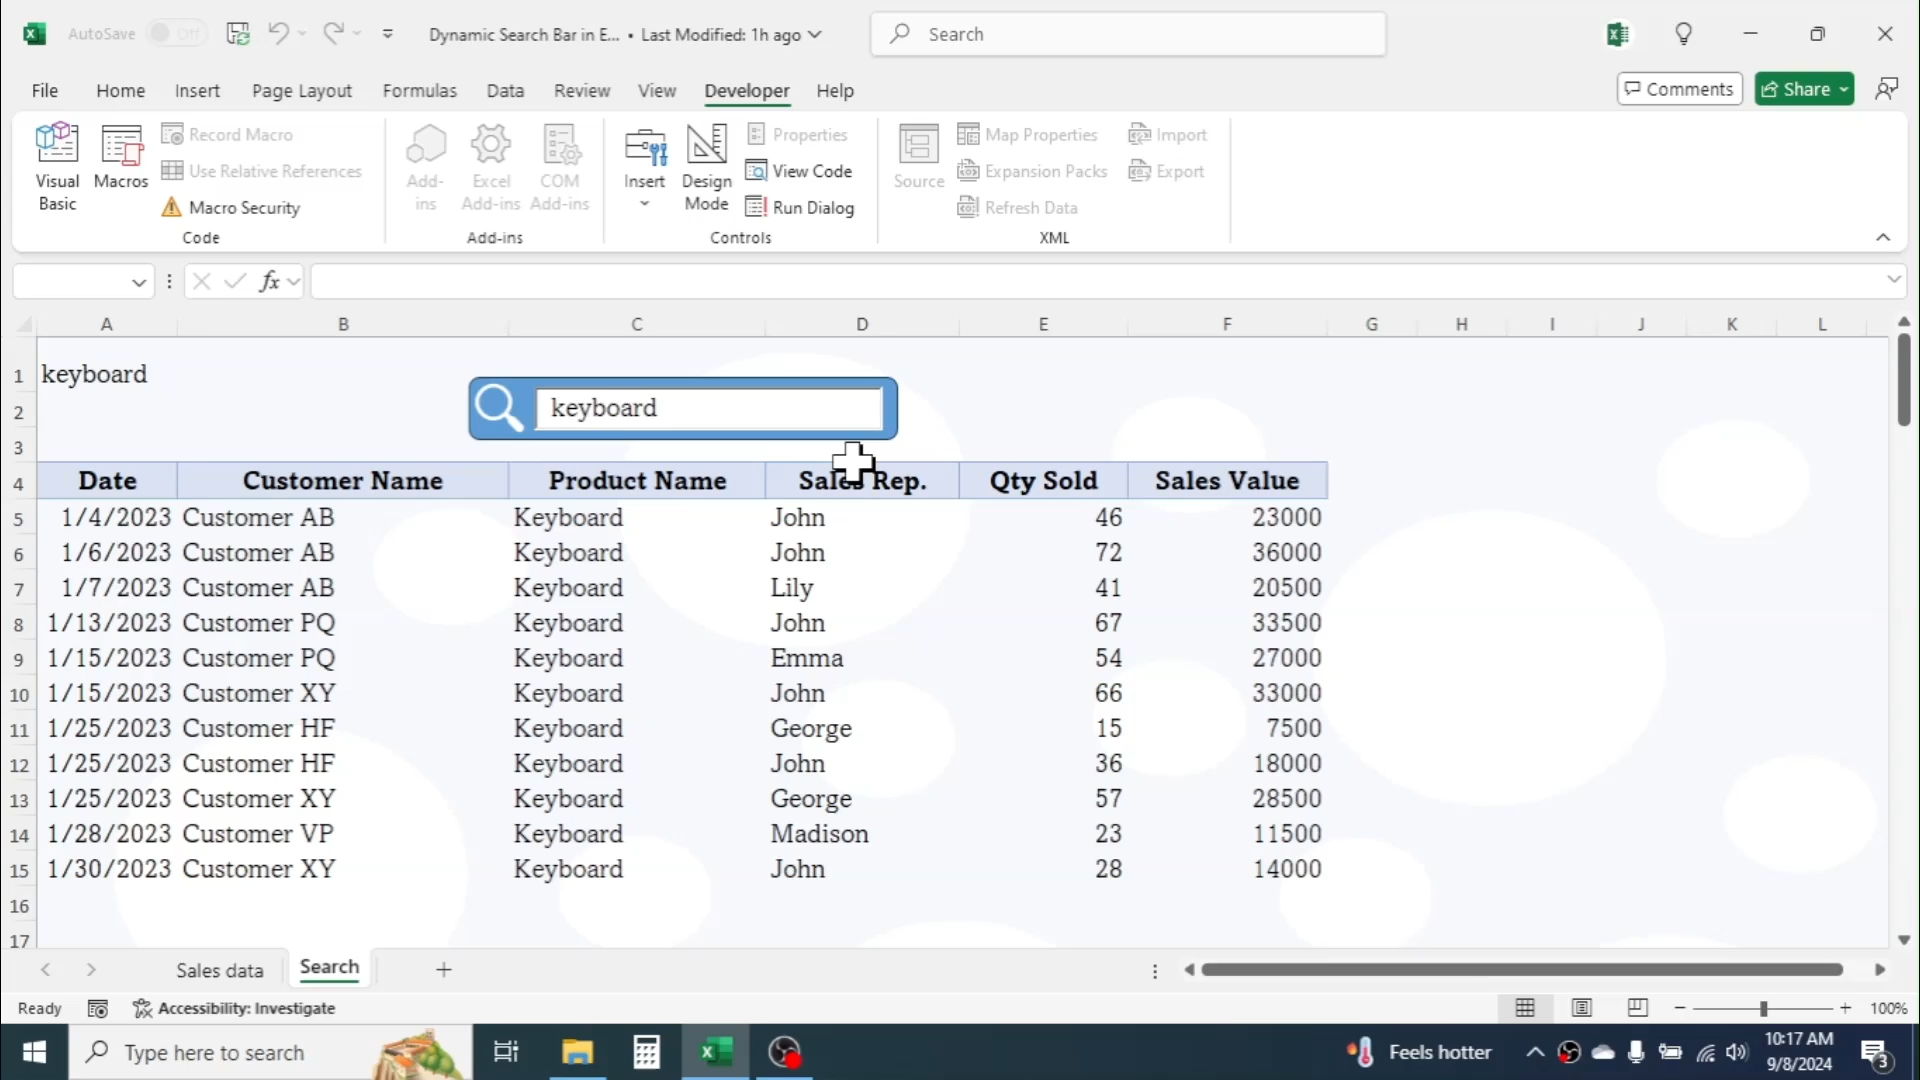 AutoSave Off Dynamic Search Bar in E... • Last Modified: 1h ago Search
File Home Insert Page Layout Formulas Data Review View Developer Help Comments Share
Visual Basic
Macros
Record Macro
Use Relative References
Macro Security
Code
Add-ins
Excel Add-ins
COM Add-ins
Add-ins
Insert
Design Mode
Properties
View Code
Run Dialog
Controls
Source
Map Properties
Expansion Packs
Refresh Data
Import
Export
XML
fx
A B C D E F G H I J K L
1 keyboard
2 keyboard
3
4 Date Customer Name Product Name Sales Rep. Qty Sold Sales Value
5 1/4/2023 Customer AB Keyboard John 46 23000
6 1/6/2023 Customer AB Keyboard John 72 36000
7 1/7/2023 Customer AB Keyboard Lily 41 20500
8 1/13/2023 Customer PQ Keyboard John 67 33500
9 1/15/2023 Customer PQ Keyboard Emma 54 27000
10 1/15/2023 Customer XY Keyboard John 66 33000
11 1/25/2023 Customer HF Keyboard George 15 7500
12 1/25/2023 Customer HF Keyboard John 36 18000
13 1/25/2023 Customer XY Keyboard George 57 28500
14 1/28/2023 Customer VP Keyboard Madison 23 11500
15 1/30/2023 Customer XY Keyboard John 28 14000
16
17
Sales data Search +
Ready Accessibility: Investigate 100%
Type here to search Feels hotter 10:17 AM
9/8/2024 3